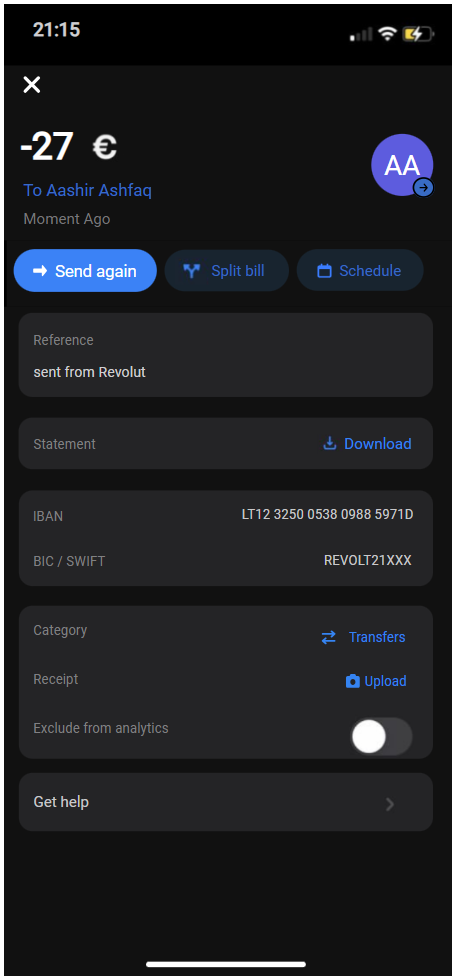 21:15
-27 €
AA
To Aashir Ashfaq
Moment Ago
Send again
Split bill
Schedule
Reference
sent from Revolut
Statement
Download
IBAN
LT12 3250 0538 0988 5971D
BIC / SWIFT
REVOLT21XXX
Category
Transfers
Receipt
Upload
Exclude from analytics
Get help